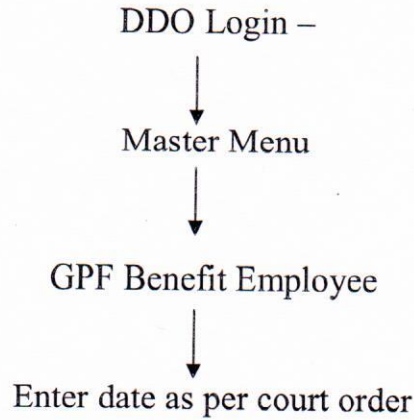 DDO Login –
Master Menu
GPF Benefit Employee
Enter date as per court order